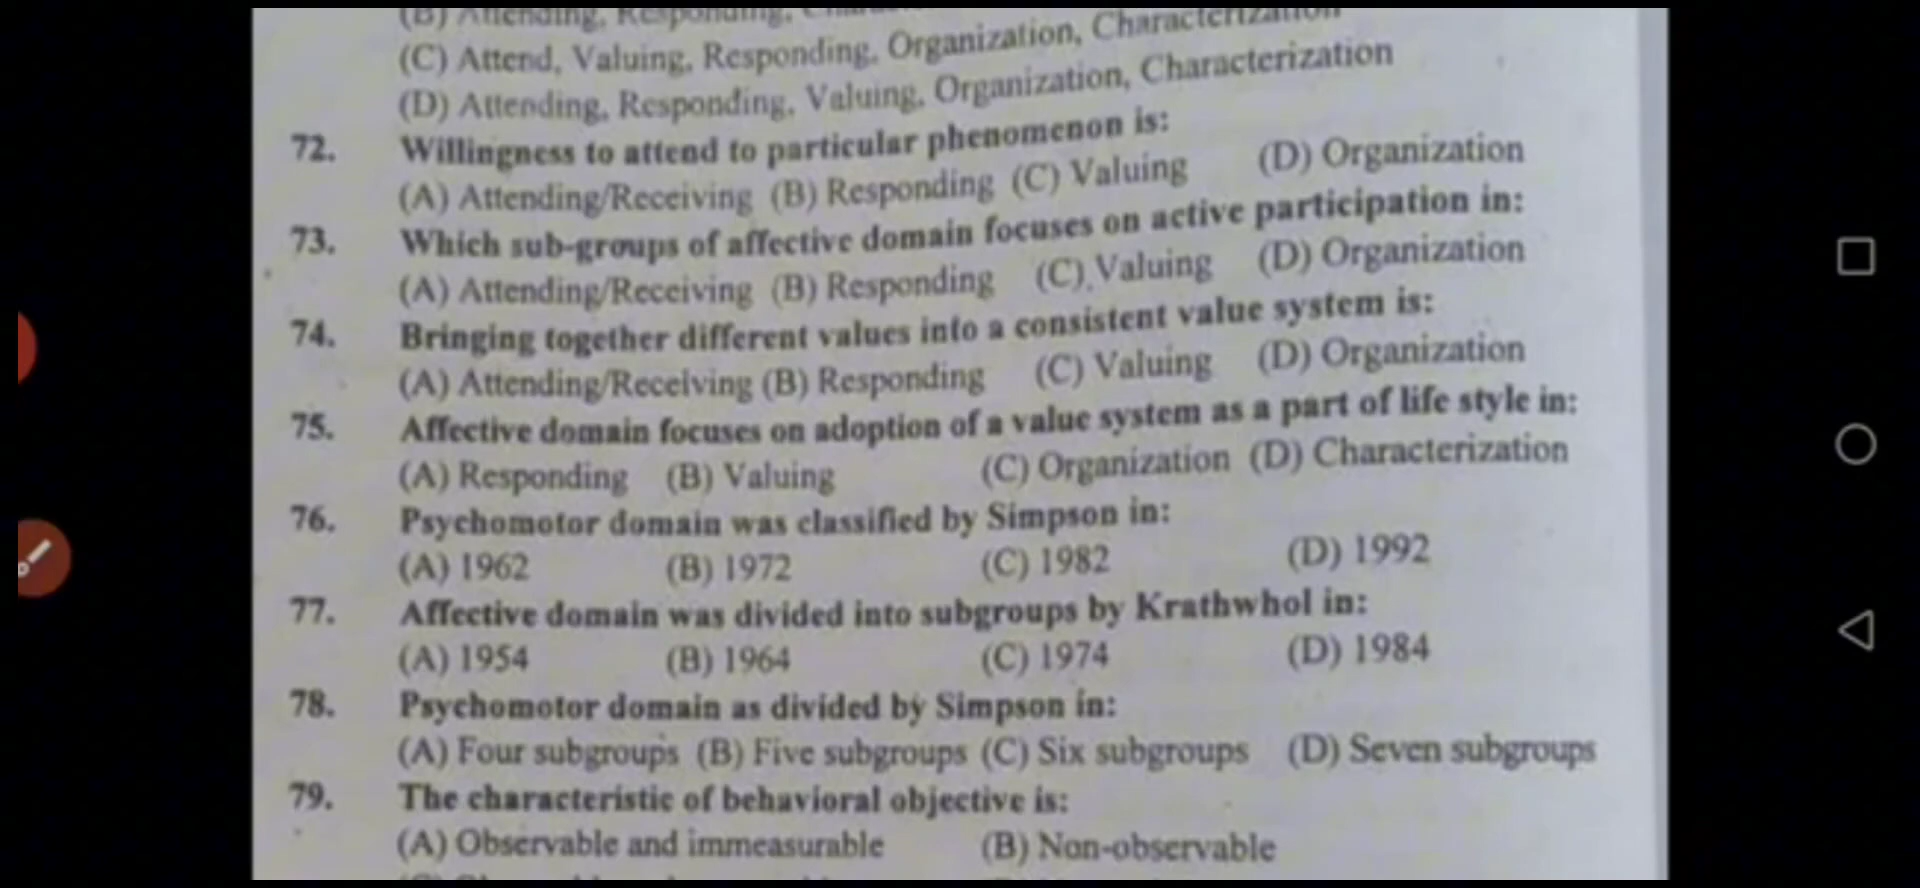 (B) Attending, Responding,
(C) Attend, Valuing, Responding, Organization, Characterization
(D) Attending, Responding, Valuing, Organization, Characterization
72. Willingness to attend to particular phenomenon is:
(A) Attending/Receiving (B) Responding (C) Valuing (D) Organization
73. Which sub-groups of affective domain focuses on active participation in:
(A) Attending/Receiving (B) Responding (C) Valuing (D) Organization
74. Bringing together different values into a consistent value system is:
(A) Attending/Receiving (B) Responding (C) Valuing (D) Organization
75. Affective domain focuses on adoption of a value system as a part of life style in:
(A) Responding (B) Valuing (C) Organization (D) Characterization
76. Psychomotor domain was classified by Simpson in:
(A) 1962 (B) 1972 (C) 1982 (D) 1992
77. Affective domain was divided into subgroups by Krathwhol in:
(A) 1954 (B) 1964 (C) 1974 (D) 1984
78. Psychomotor domain as divided by Simpson in:
(A) Four subgroups (B) Five subgroups (C) Six subgroups (D) Seven subgroups
79. The characteristic of behavioral objective is:
(A) Observable and immeasurable (B) Non-observable